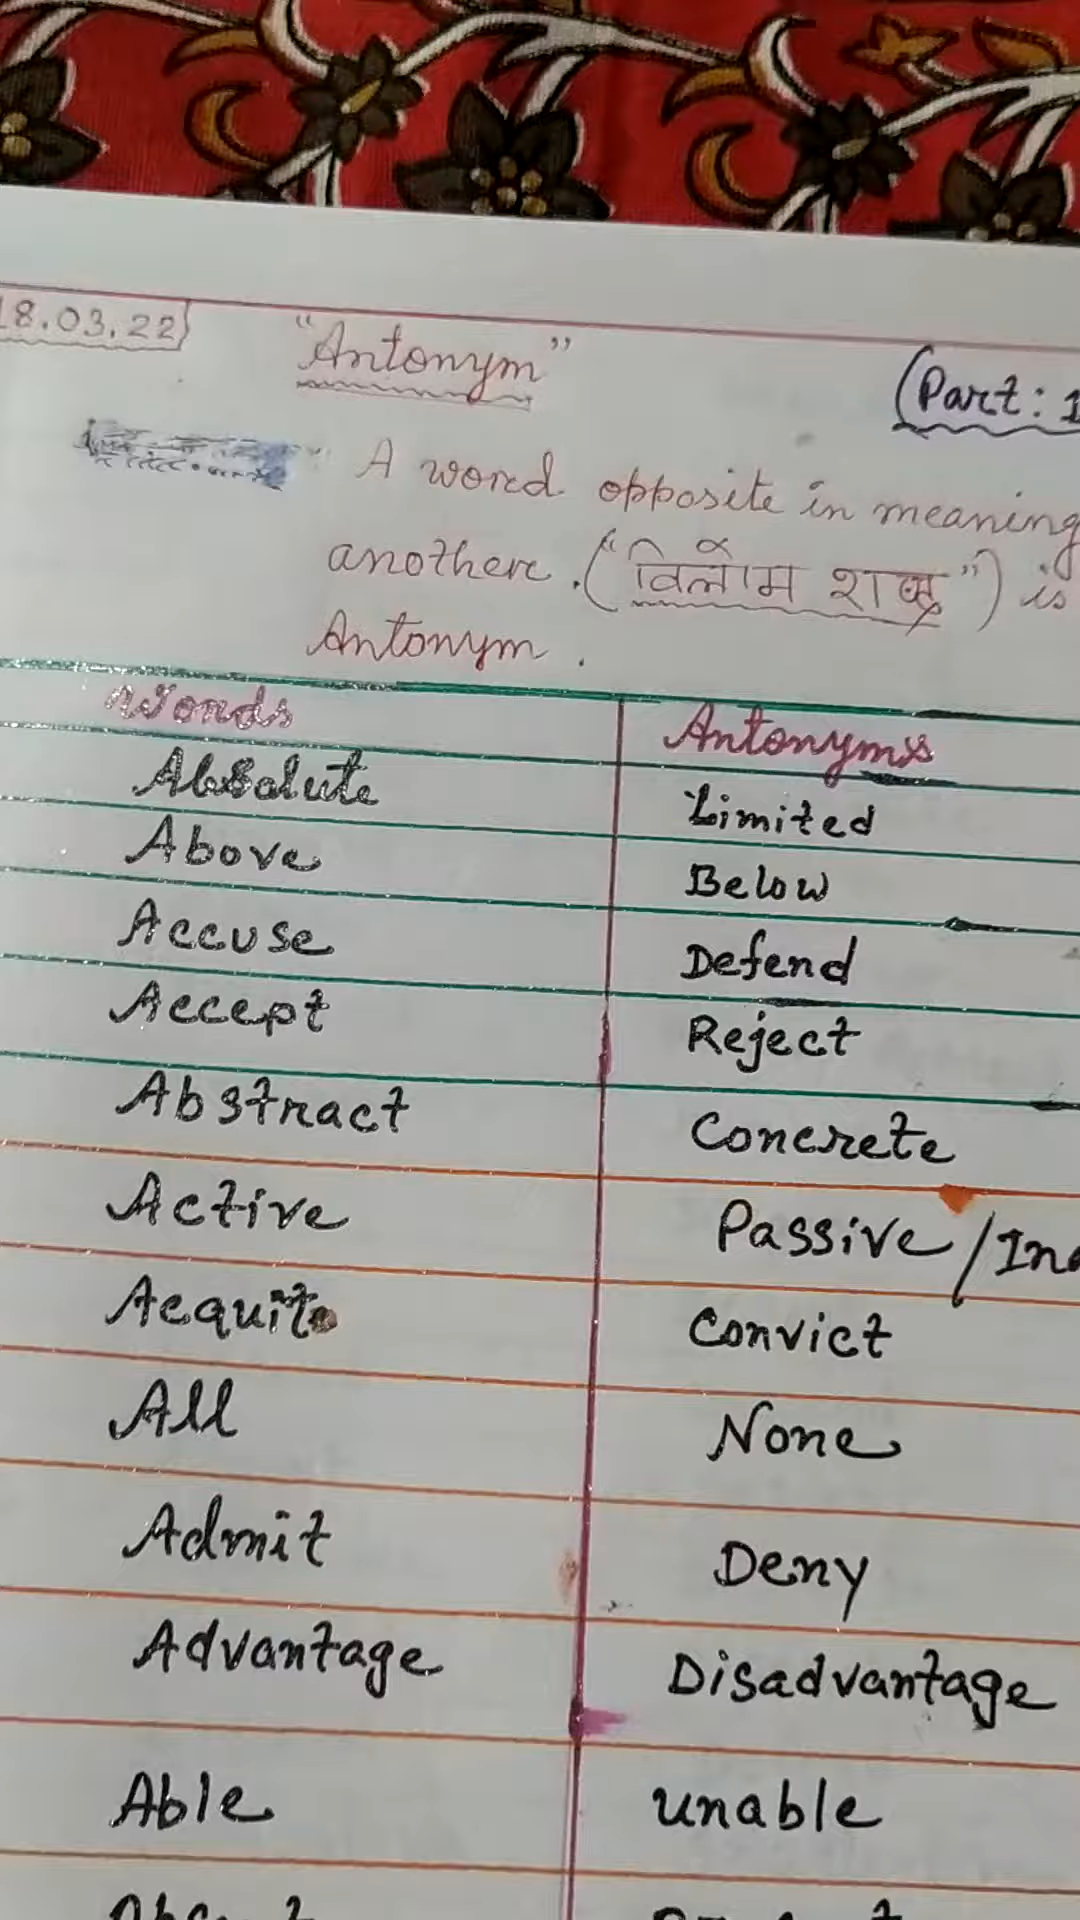 18.03.22
"Antonym"
(Part: 1
A word opposite in meaning
another. ("विलोम शब्द") is
Antonym.
Words Antonyms
Absolute Limited
Above Below
Accuse Defend
Accept Reject
Abstract Concrete
Active Passive /
Acquit Convict
All None
Admit Deny
Advantage Disadvantage
Able unable